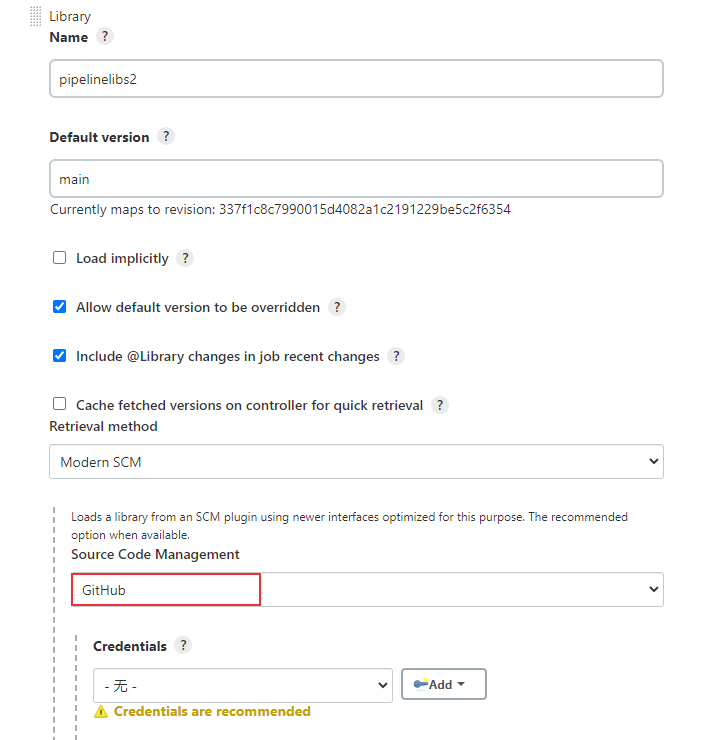 Library
Name ?
pipelinelibs2
Default version ?
main
Currently maps to revision: 337f1c8c7990015d4082a1c2191229be5c2f6354
Load implicitly ?
Allow default version to be overridden ?
Include @Library changes in job recent changes ?
Cache fetched versions on controller for quick retrieval ?
Retrieval method
Modern SCM
Loads a library from an SCM plugin using newer interfaces optimized for this purpose. The recommended
option when available.
Source Code Management
GitHub
Credentials ?
- 无 -
Add
Credentials are recommended